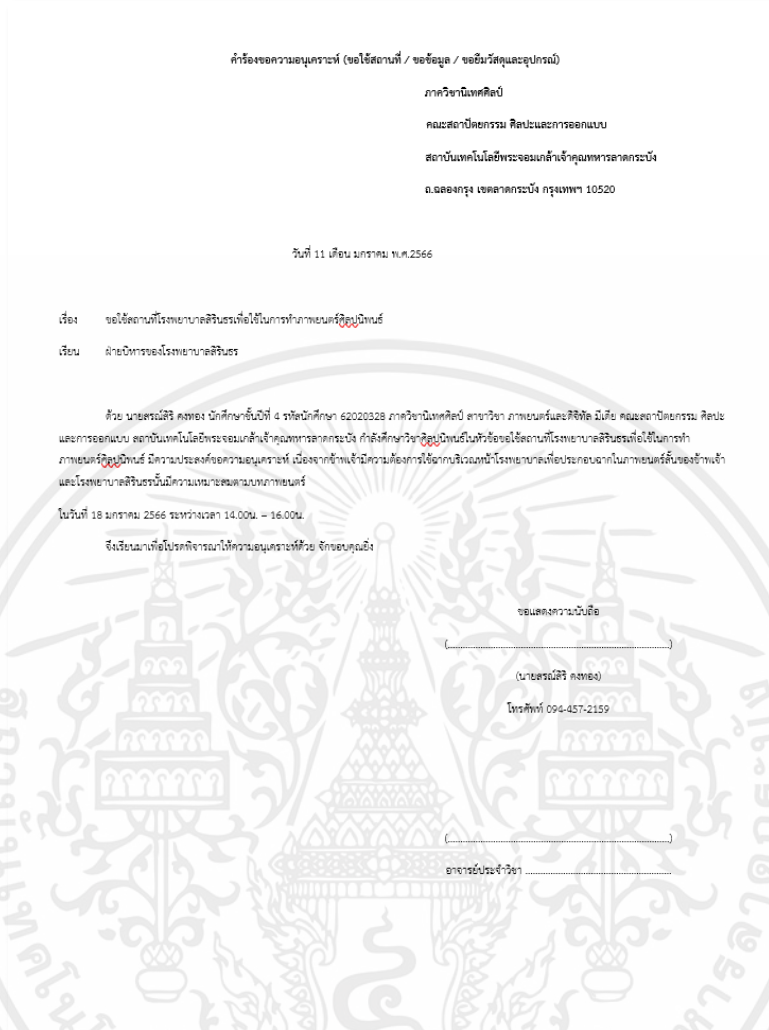 คำร้องขอความอนุเคราะห์ (ขอใช้สถานที่ / ขอข้อมูล / ขอยืมวัสดุและอุปกรณ์)
ภาควิชานิเทศศิลป์
คณะสถาปัตยกรรม ศิลปะและการออกแบบ
สถาบันเทคโนโลยีพระจอมเกล้าเจ้าคุณทหารลาดกระบัง
ถ.ฉลองกรุง เขตลาดกระบัง กรุงเทพฯ 10520
วันที่ 11 เดือน มกราคม พ.ศ.2566
เรื่อง ขอใช้สถานที่โรงพยาบาลสิรินธรเพื่อใช้ในการทำภาพยนตร์ศิลปนิพนธ์
เรียน ฝ่ายบิหารของโรงพยาบาลสิรินธร
ด้วย นายสรณ์สิริ คงทอง นักศึกษาชั้นปีที่ 4 รหัสนักศึกษา 62020328 ภาควิชานิเทศศิลป์ สาขาวิชา ภาพยนตร์และดิจิทัล มีเดีย คณะสถาปัตยกรรม ศิลปะ
และการออกแบบ สถาบันเทคโนโลยีพระจอมเกล้าเจ้าคุณทหารลาดกระบัง กำลังศึกษาวิชาศิลปนิพนธ์ในหัวข้อขอใช้สถานที่โรงพยาบาลสิรินธรเพื่อใช้ในการทำ
ภาพยนตร์ศิลปนิพนธ์ มีความประสงค์ขอความอนุเคราะห์ เนื่องจากข้าพเจ้ามีความต้องการใช้ฉากบริเวณหน้าโรงพยาบาลเพื่อประกอบฉากในภาพยนตร์สั้นของข้าพเจ้า
และโรงพยาบาลสิรินธรนั้นมีความเหมาะสมตามบทภาพยนตร์
ในวันที่ 18 มกราคม 2566 ระหว่างเวลา 14.00น. – 16.00น.
จึงเรียนมาเพื่อโปรดพิจารณาให้ความอนุเคราะห์ด้วย จักขอบคุณยิ่ง
ขอแสดงความนับถือ
(......................................................................)
(นายสรณ์สิริ คงทอง)
โทรศัพท์ 094-457-2159
(......................................................................)
อาจารย์ประจำวิชา ..............................................